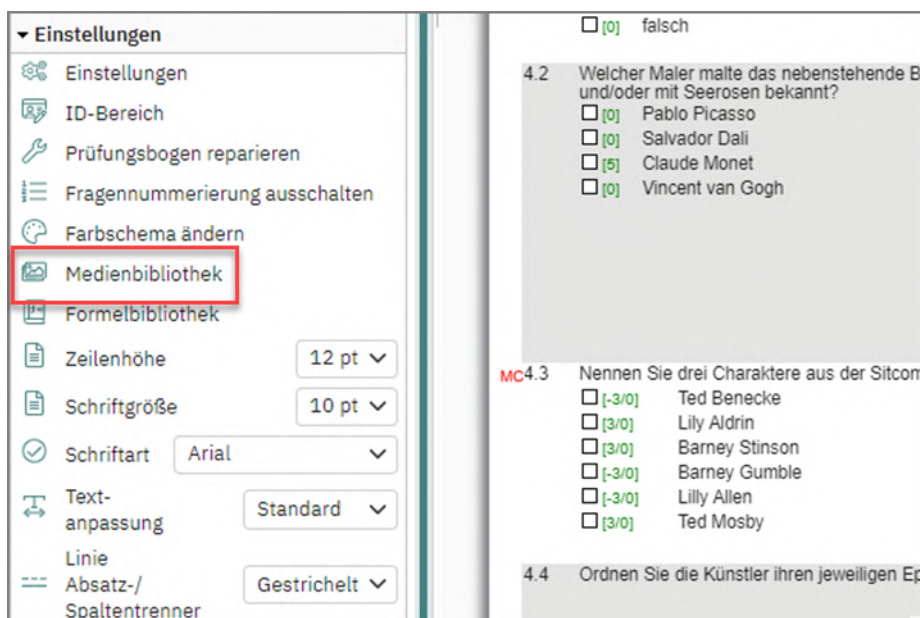 Einstellungen
Einstellungen
ID-Bereich
Prüfungsbogen reparieren
Fragennummerierung ausschalten
Farbschema ändern
Medienbibliothek
Formelbibliothek
Zeilenhöhe 12 pt
Schriftgröße 10 pt
Schriftart Arial
Text-
anpassung Standard
Linie
Absatz-/ Gestrichelt
Spaltentrenner
[0] falsch
4.2 Welcher Maler malte das nebenstehende B
und/oder mit Seerosen bekannt?
[0] Pablo Picasso
[0] Salvador Dali
[5] Claude Monet
[0] Vincent van Gogh
MC4.3 Nennen Sie drei Charaktere aus der Sitcom
[-3/0] Ted Benecke
[3/0] Lily Aldrin
[3/0] Barney Stinson
[-3/0] Barney Gumble
[-3/0] Lilly Allen
[3/0] Ted Mosby
4.4 Ordnen Sie die Künstler ihren jeweiligen Ep